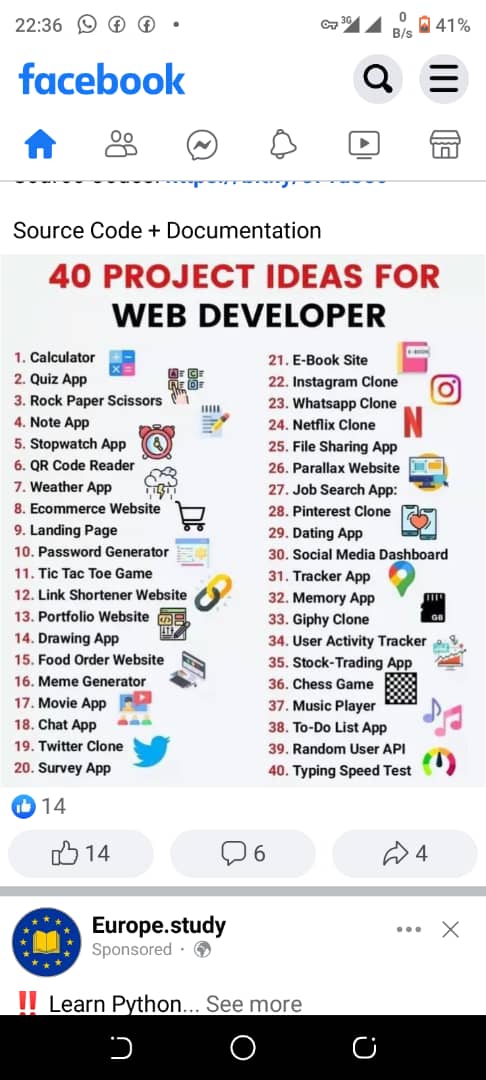 22:36
3G
0
B/s
41%
facebook
Source Code + Documentation
40 PROJECT IDEAS FOR
WEB DEVELOPER
1. Calculator
2. Quiz App
3. Rock Paper Scissors
4. Note App
5. Stopwatch App
6. QR Code Reader
7. Weather App
8. Ecommerce Website
9. Landing Page
10. Password Generator
11. Tic Tac Toe Game
12. Link Shortener Website
13. Portfolio Website
14. Drawing App
15. Food Order Website
16. Meme Generator
17. Movie App
18. Chat App
19. Twitter Clone
20. Survey App
21. E-Book Site
22. Instagram Clone
23. Whatsapp Clone
24. Netflix Clone
25. File Sharing App
26. Parallax Website
27. Job Search App:
28. Pinterest Clone
29. Dating App
30. Social Media Dashboard
31. Tracker App
32. Memory App
33. Giphy Clone
34. User Activity Tracker
35. Stock-Trading App
36. Chess Game
37. Music Player
38. To-Do List App
39. Random User API
40. Typing Speed Test
14
14
6
4
Europe.study
Sponsored ·
‼ Learn Python... See more